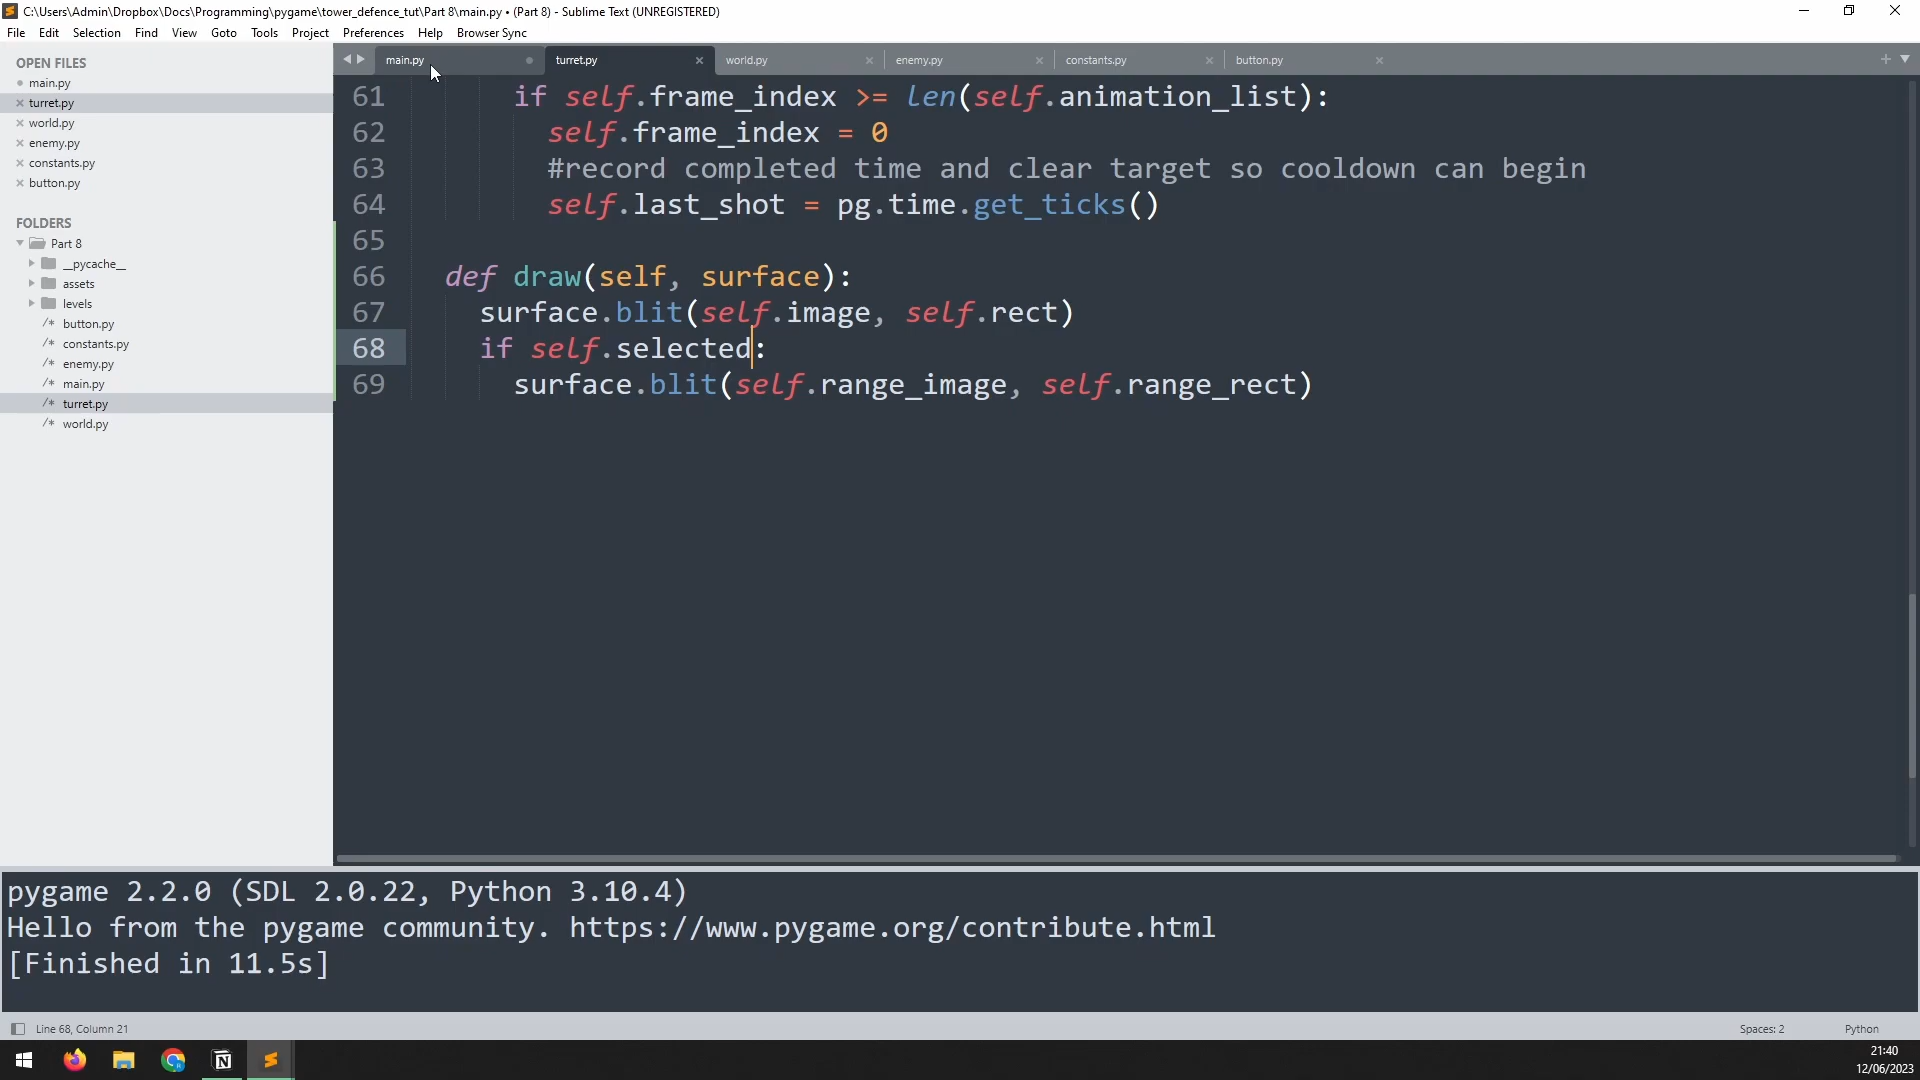 C:\Users\Admin\Dropbox\Docs\Programming\pygame\tower_defence_tut\Part 8\main.py • (Part 8) - Sublime Text (UNREGISTERED)
File Edit Selection Find View Goto Tools Project Preferences Help Browser Sync
OPEN FILES
main.py
turret.py
world.py
enemy.py
constants.py
button.py
FOLDERS
Part 8
__pycache__
assets
levels
/* button.py
/* constants.py
/* enemy.py
/* main.py
/* turret.py
/* world.py
main.py turret.py world.py enemy.py constants.py button.py
61 if self.frame_index >= len(self.animation_list):
62 self.frame_index = 0
63 #record completed time and clear target so cooldown can begin
64 self.last_shot = pg.time.get_ticks()
65
66 def draw(self, surface):
67 surface.blit(self.image, self.rect)
68 if self.selected:
69 surface.blit(self.range_image, self.range_rect)
pygame 2.2.0 (SDL 2.0.22, Python 3.10.4)
Hello from the pygame community. https://www.pygame.org/contribute.html
[Finished in 11.5s]
Line 68, Column 21
Spaces: 2
Python
21:40
12/06/2023